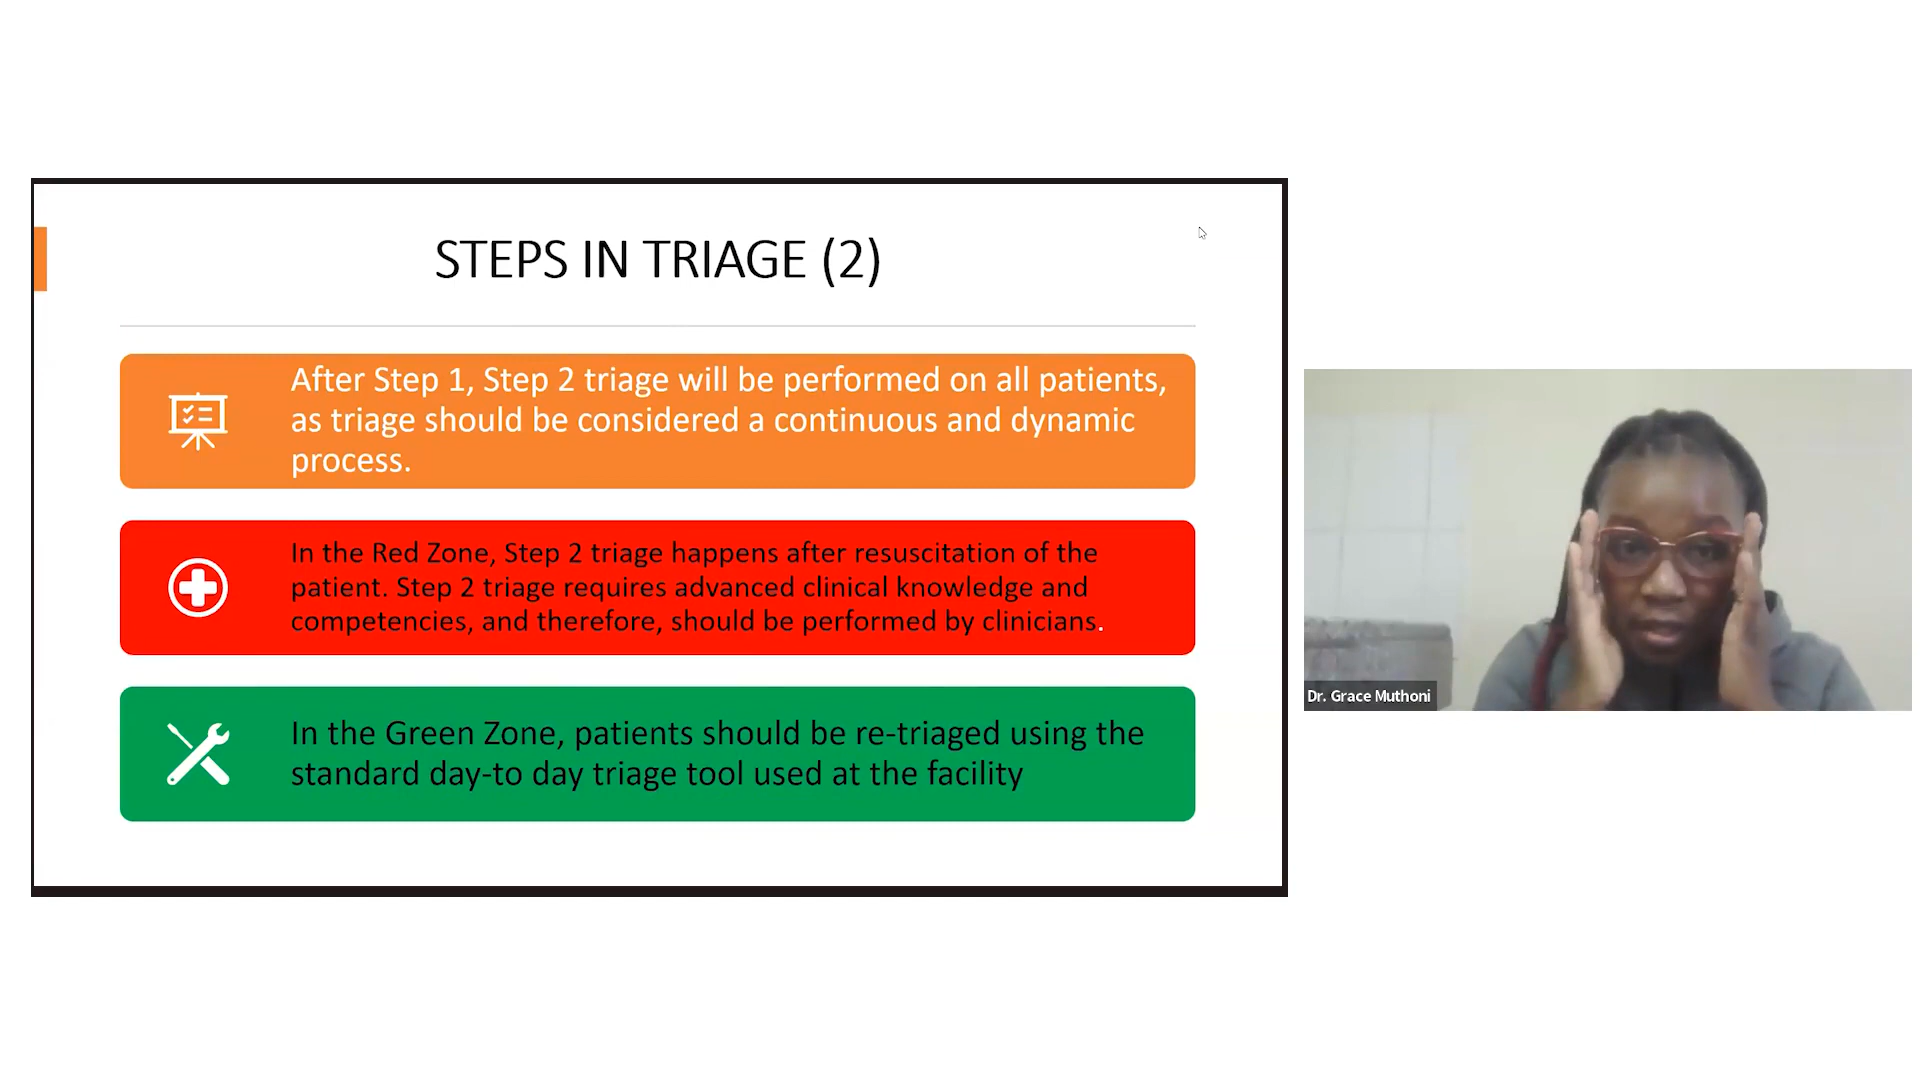 STEPS IN TRIAGE (2)
After Step 1, Step 2 triage will be performed on all patients,
as triage should be considered a continuous and dynamic
process.
In the Red Zone, Step 2 triage happens after resuscitation of the
patient. Step 2 triage requires advanced clinical knowledge and
competencies, and therefore, should be performed by clinicians.
In the Green Zone, patients should be re-triaged using the
standard day-to day triage tool used at the facility
Dr. Grace Muthoni